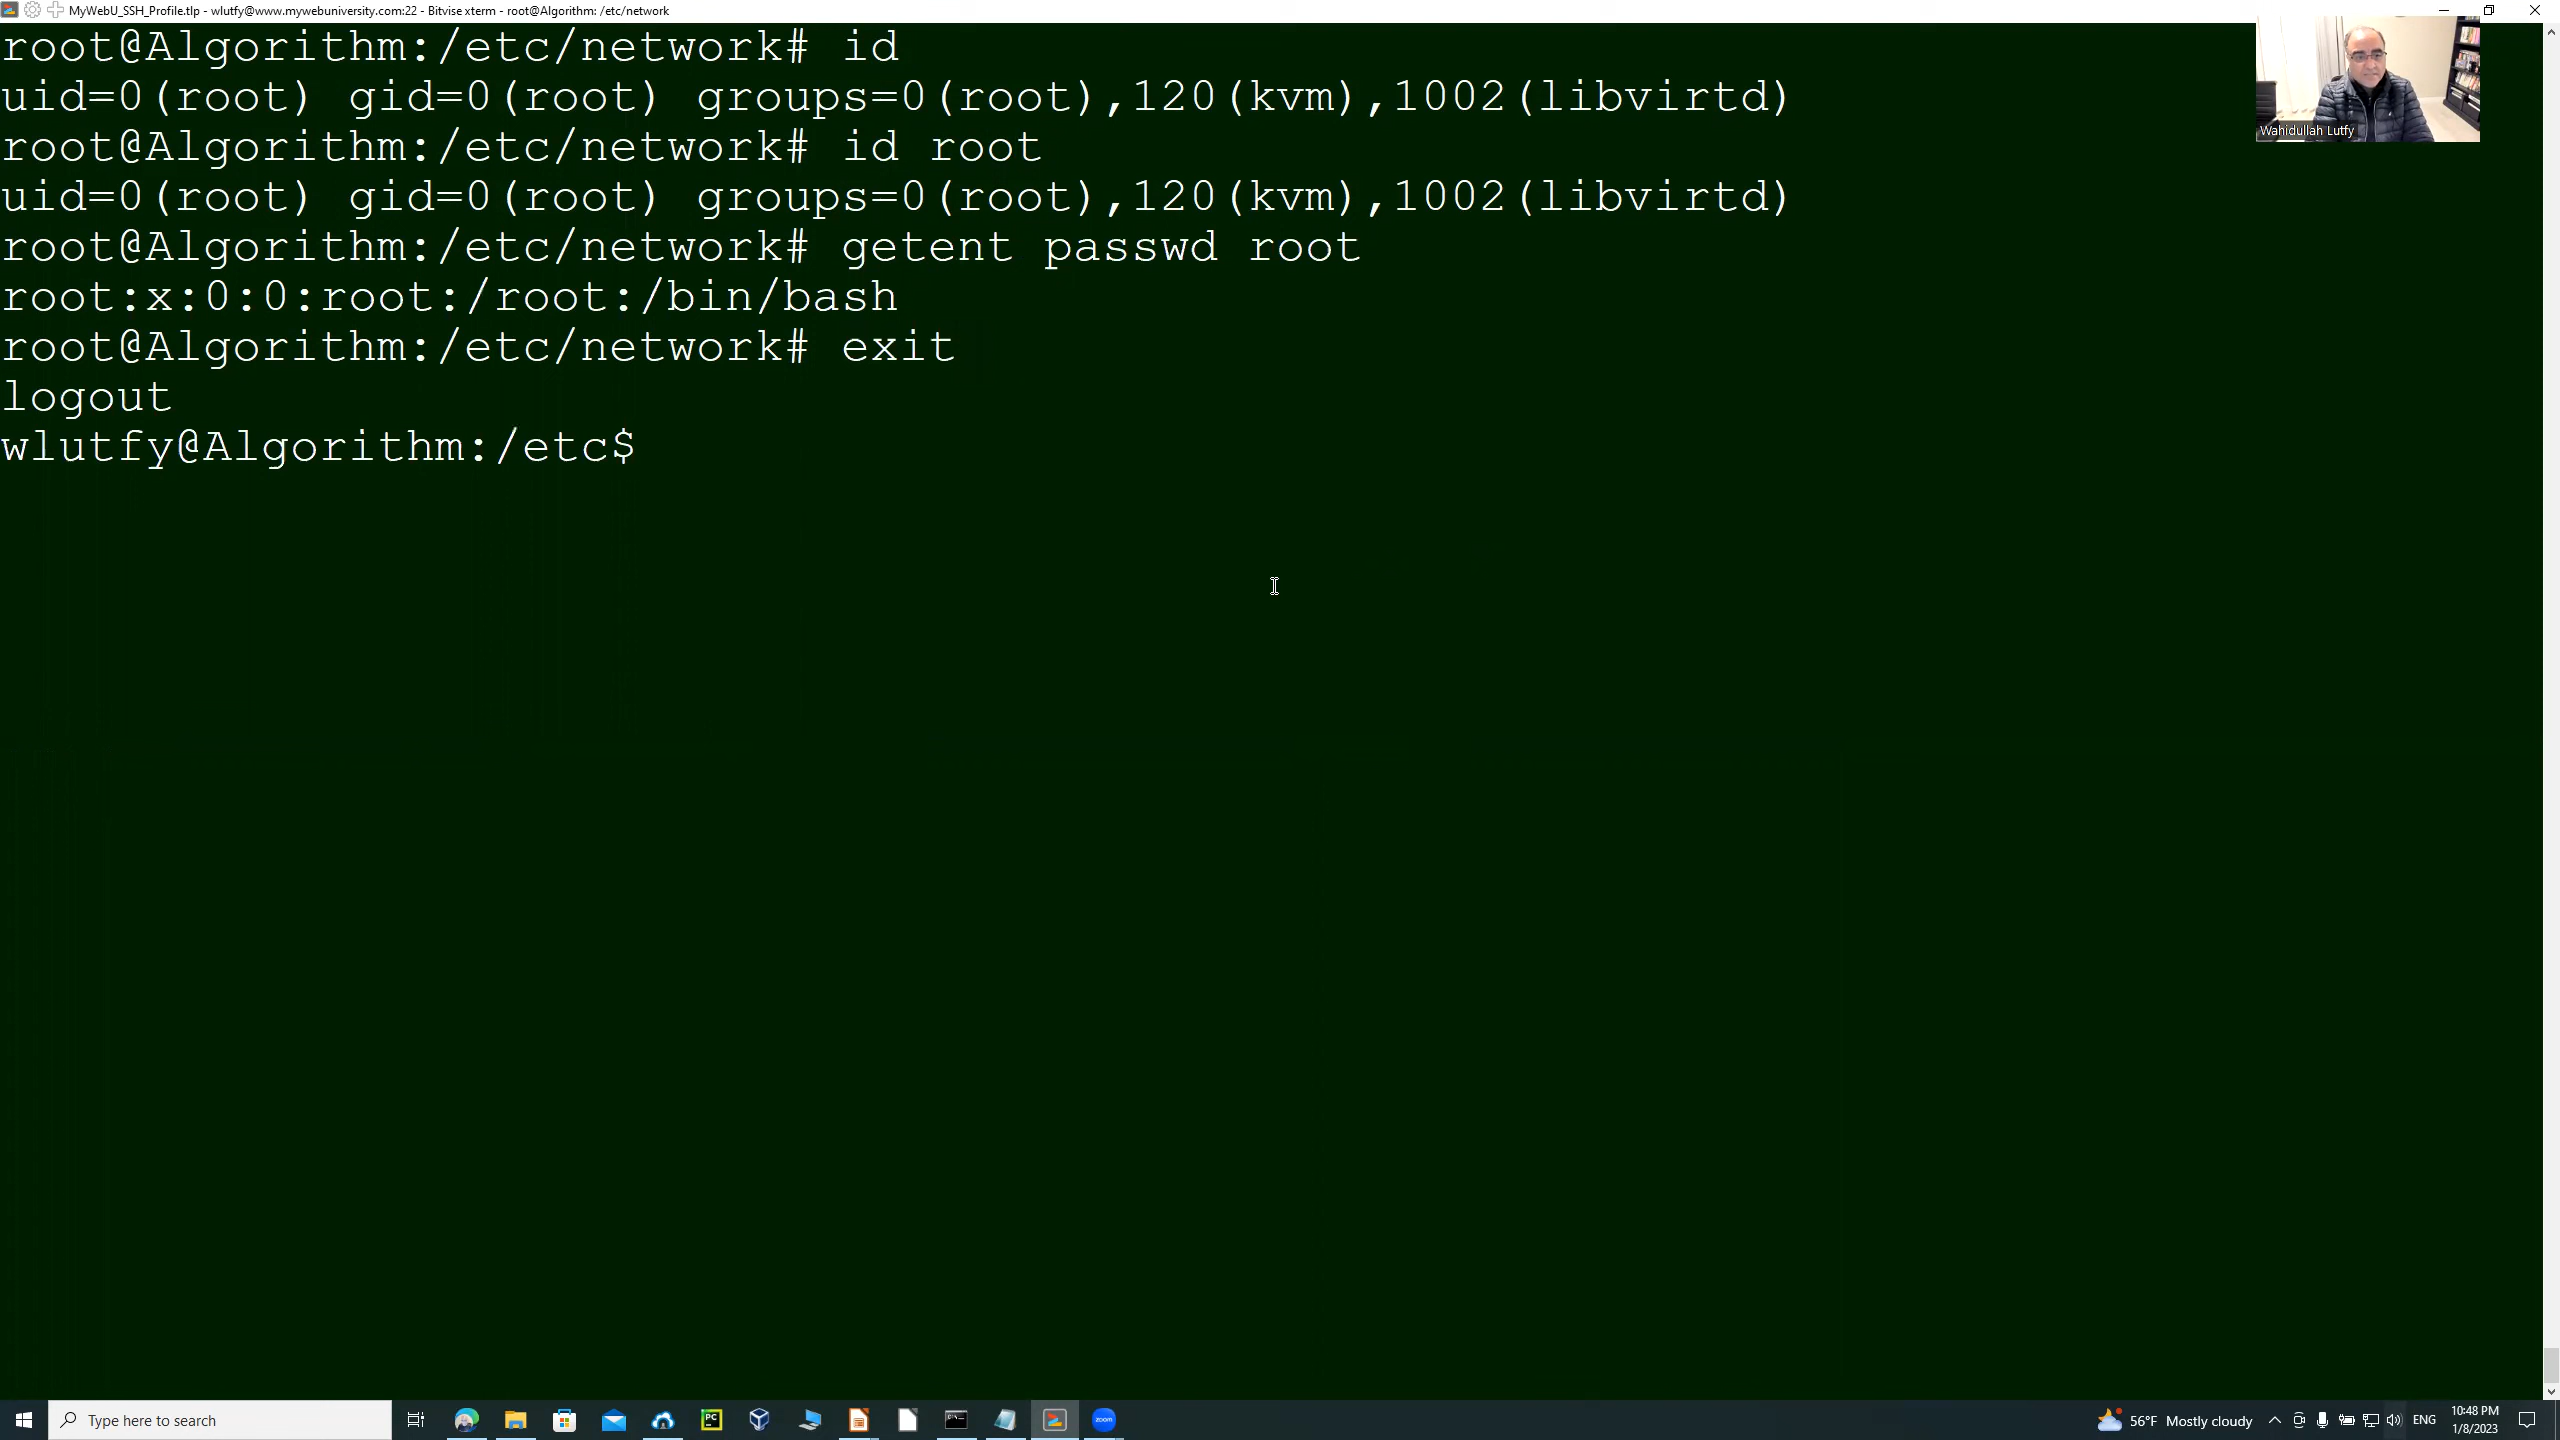 MyWebU_SSH_Profile.tlp - wlutfy@www.mywebuniversity.com:22 - Bitvise xterm - root@Algorithm: /etc/network
root@Algorithm:/etc/network# id
uid=0(root) gid=0(root) groups=0(root),120(kvm),1002(libvirtd)
root@Algorithm:/etc/network# id root
uid=0(root) gid=0(root) groups=0(root),120(kvm),1002(libvirtd)
root@Algorithm:/etc/network# getent passwd root
root:x:0:0:root:/root:/bin/bash
root@Algorithm:/etc/network# exit
logout
wlutfy@Algorithm:/etc$
Wahidullah Lutfy
Type here to search
PC
zoom
56°F Mostly cloudy
ENG
10:48 PM
1/8/2023